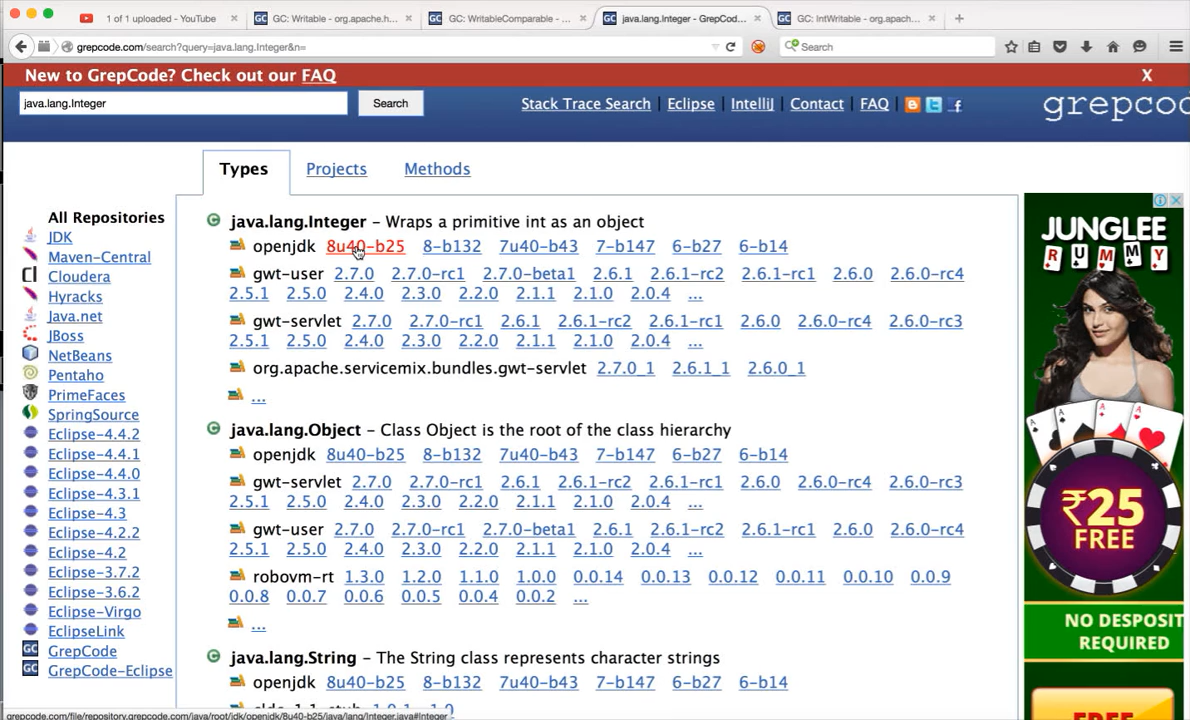 1 of 1 uploaded - YouTube
GC: Writable - org.apache.h...
GC: WritableComparable - ...
java.lang.Integer - GrepCod...
GC: IntWritable - org.apach...
grepcode.com/search?query=java.lang.Integer&n=
Search
New to GrepCode? Check out our FAQ
X
java.lang.Integer
Search
Stack Trace Search | Eclipse | IntelliJ | Contact | FAQ |
grepcod
Types
Projects
Methods
All Repositories
JDK
Maven-Central
Cloudera
Hyracks
Java.net
JBoss
NetBeans
Pentaho
PrimeFaces
SpringSource
Eclipse-4.4.2
Eclipse-4.4.1
Eclipse-4.4.0
Eclipse-4.3.1
Eclipse-4.3
Eclipse-4.2.2
Eclipse-4.2
Eclipse-3.7.2
Eclipse-3.6.2
Eclipse-Virgo
EclipseLink
GrepCode
GrepCode-Eclipse
java.lang.Integer - Wraps a primitive int as an object
openjdk 8u40-b25 8-b132 7u40-b43 7-b147 6-b27 6-b14
gwt-user 2.7.0 2.7.0-rc1 2.7.0-beta1 2.6.1 2.6.1-rc2 2.6.1-rc1 2.6.0 2.6.0-rc4
2.5.1 2.5.0 2.4.0 2.3.0 2.2.0 2.1.1 2.1.0 2.0.4 ...
gwt-servlet 2.7.0 2.7.0-rc1 2.6.1 2.6.1-rc2 2.6.1-rc1 2.6.0 2.6.0-rc4 2.6.0-rc3
2.5.1 2.5.0 2.4.0 2.3.0 2.2.0 2.1.1 2.1.0 2.0.4 ...
org.apache.servicemix.bundles.gwt-servlet 2.7.0_1 2.6.1_1 2.6.0_1
...
java.lang.Object - Class Object is the root of the class hierarchy
openjdk 8u40-b25 8-b132 7u40-b43 7-b147 6-b27 6-b14
gwt-servlet 2.7.0 2.7.0-rc1 2.6.1 2.6.1-rc2 2.6.1-rc1 2.6.0 2.6.0-rc4 2.6.0-rc3
2.5.1 2.5.0 2.4.0 2.3.0 2.2.0 2.1.1 2.1.0 2.0.4 ...
gwt-user 2.7.0 2.7.0-rc1 2.7.0-beta1 2.6.1 2.6.1-rc2 2.6.1-rc1 2.6.0 2.6.0-rc4
2.5.1 2.5.0 2.4.0 2.3.0 2.2.0 2.1.1 2.1.0 2.0.4 ...
robovm-rt 1.3.0 1.2.0 1.1.0 1.0.0 0.0.14 0.0.13 0.0.12 0.0.11 0.0.10 0.0.9
0.0.8 0.0.7 0.0.6 0.0.5 0.0.4 0.0.2 ...
...
java.lang.String - The String class represents character strings
openjdk 8u40-b25 8-b132 7u40-b43 7-b147 6-b27 6-b14
JUNGLEE
RUMMY
₹25
FREE
NO DEPOSIT
REQUIRED
FREE
grepcode.com/file/repository.grepcode.com/java/root/jdk/openjdk/8u40-b25/java/lang/Integer.java#Integer